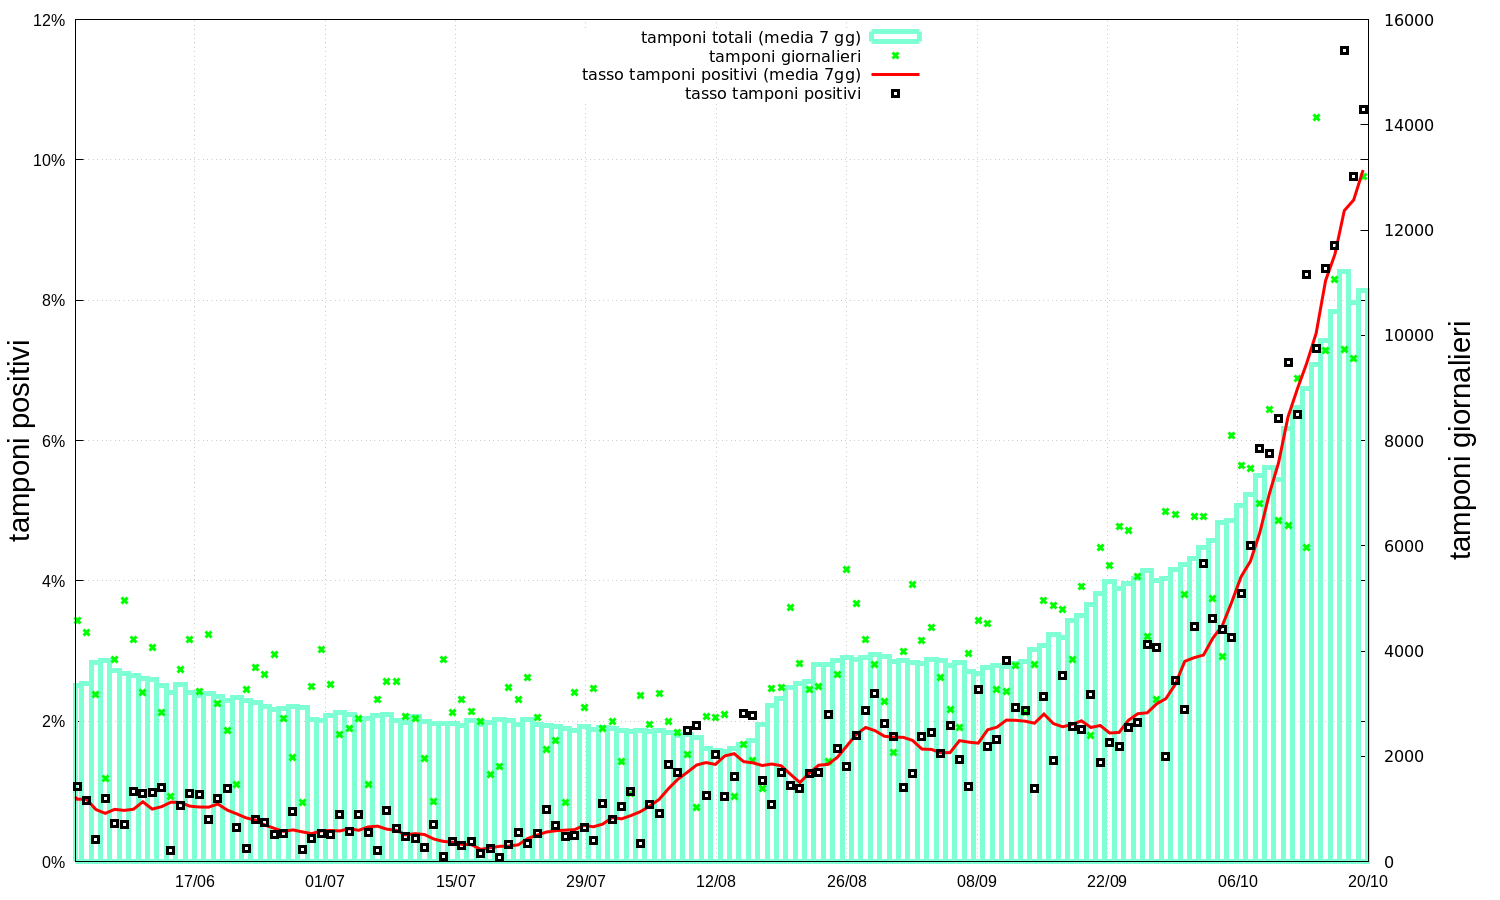 tamponi totali (media 7 gg)
tamponi giornalieri
tasso tamponi positivi (media 7gg)
tasso tamponi positivi
12%
10%
8%
6%
4%
2%
0%
tamponi positivi
16000
14000
12000
10000
8000
6000
4000
2000
0
tamponi giornalieri
17/06 01/07 15/07 29/07 12/08 26/08 08/09 22/09 06/10 20/10